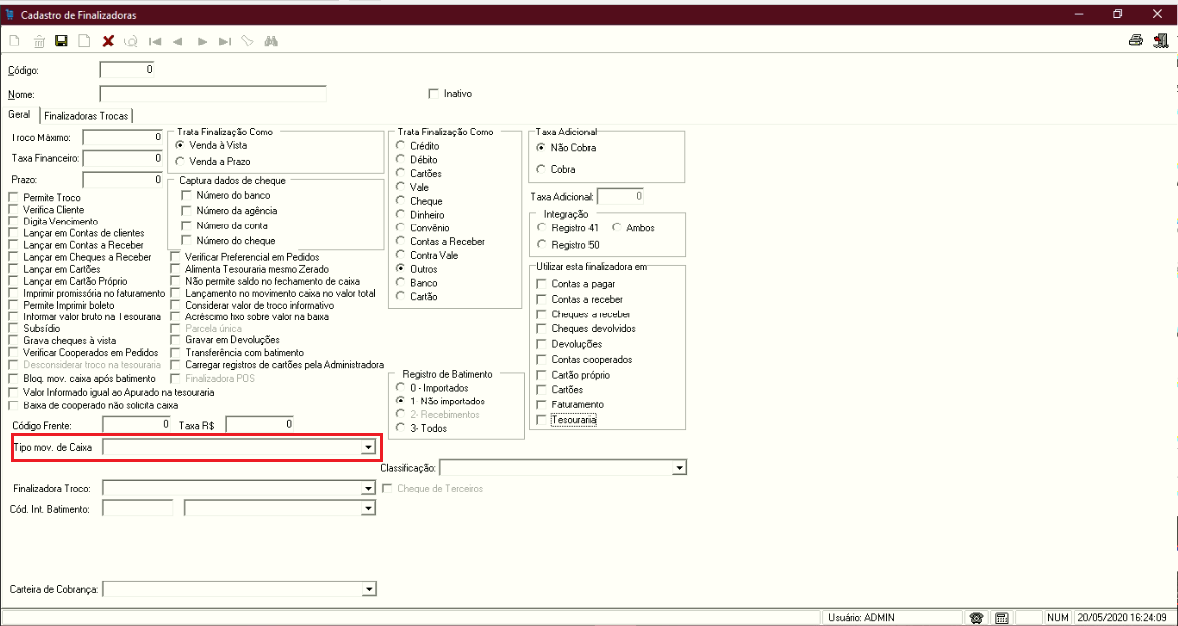 Cadastro de Finalizadoras
Código: 0
Nome:
Inativo
Geral Finalizadoras Trocas
Troco Máximo: 0
Taxa Financeiro: 0
Prazo: 0
Permite Troco
Verifica Cliente
Digita Vencimento
Lançar em Contas de clientes
Lançar em Contas a Receber
Lançar em Cheques a Receber
Lançar em Cartões
Lançar em Cartão Próprio
Imprimir promissória no faturamento
Permite Imprimir boleto
Informar valor bruto na Tesouraria
Subsídio
Grava cheques à vista
Verificar Cooperados em Pedidos
Desconsiderar troco na tesouraria
Bloq. mov. caixa após batimento
Valor Informado igual ao Apurado na tesouraria
Baixa de cooperado não solicita caixa
Trata Finalização Como
Venda à Vista
Venda a Prazo
Captura dados de cheque
Número do banco
Número da agência
Número da conta
Número do cheque
Verificar Preferencial em Pedidos
Alimenta Tesouraria mesmo Zerado
Não permite saldo no fechamento de caixa
Lançamento no movimento caixa no valor total
Considerar valor de troco informativo
Acréscimo fixo sobre valor na baixa
Parcela única
Gravar em Devoluções
Transferência com batimento
Carregar registros de cartões pela Administradora
Finalizadora POS
Trata Finalização Como
Crédito
Débito
Cartões
Vale
Cheque
Dinheiro
Convênio
Contas a Receber
Contra Vale
Outros
Banco
Cartão
Registro de Batimento
0 - Importados
1- Não importados
2- Recebimentos
3- Todos
Taxa Adicional
Não Cobra
Cobra
Taxa Adicional: 0
Integração
Registro 41 Ambos
Registro 50
Utilizar esta finalizadora em
Contas a pagar
Contas a receber
Cheques a receber
Cheques devolvidos
Devoluções
Contas cooperados
Cartão próprio
Cartões
Faturamento
Tesouraria
Código Frente: 0 Taxa R$ 0
Tipo mov. de Caixa
Classificação:
Finalizadora Troco:
Cheque de Terceiros
Cód. Int. Batimento:
Carteira de Cobrança:
Usuário: ADMIN NUM 20/05/2020 16:24:09